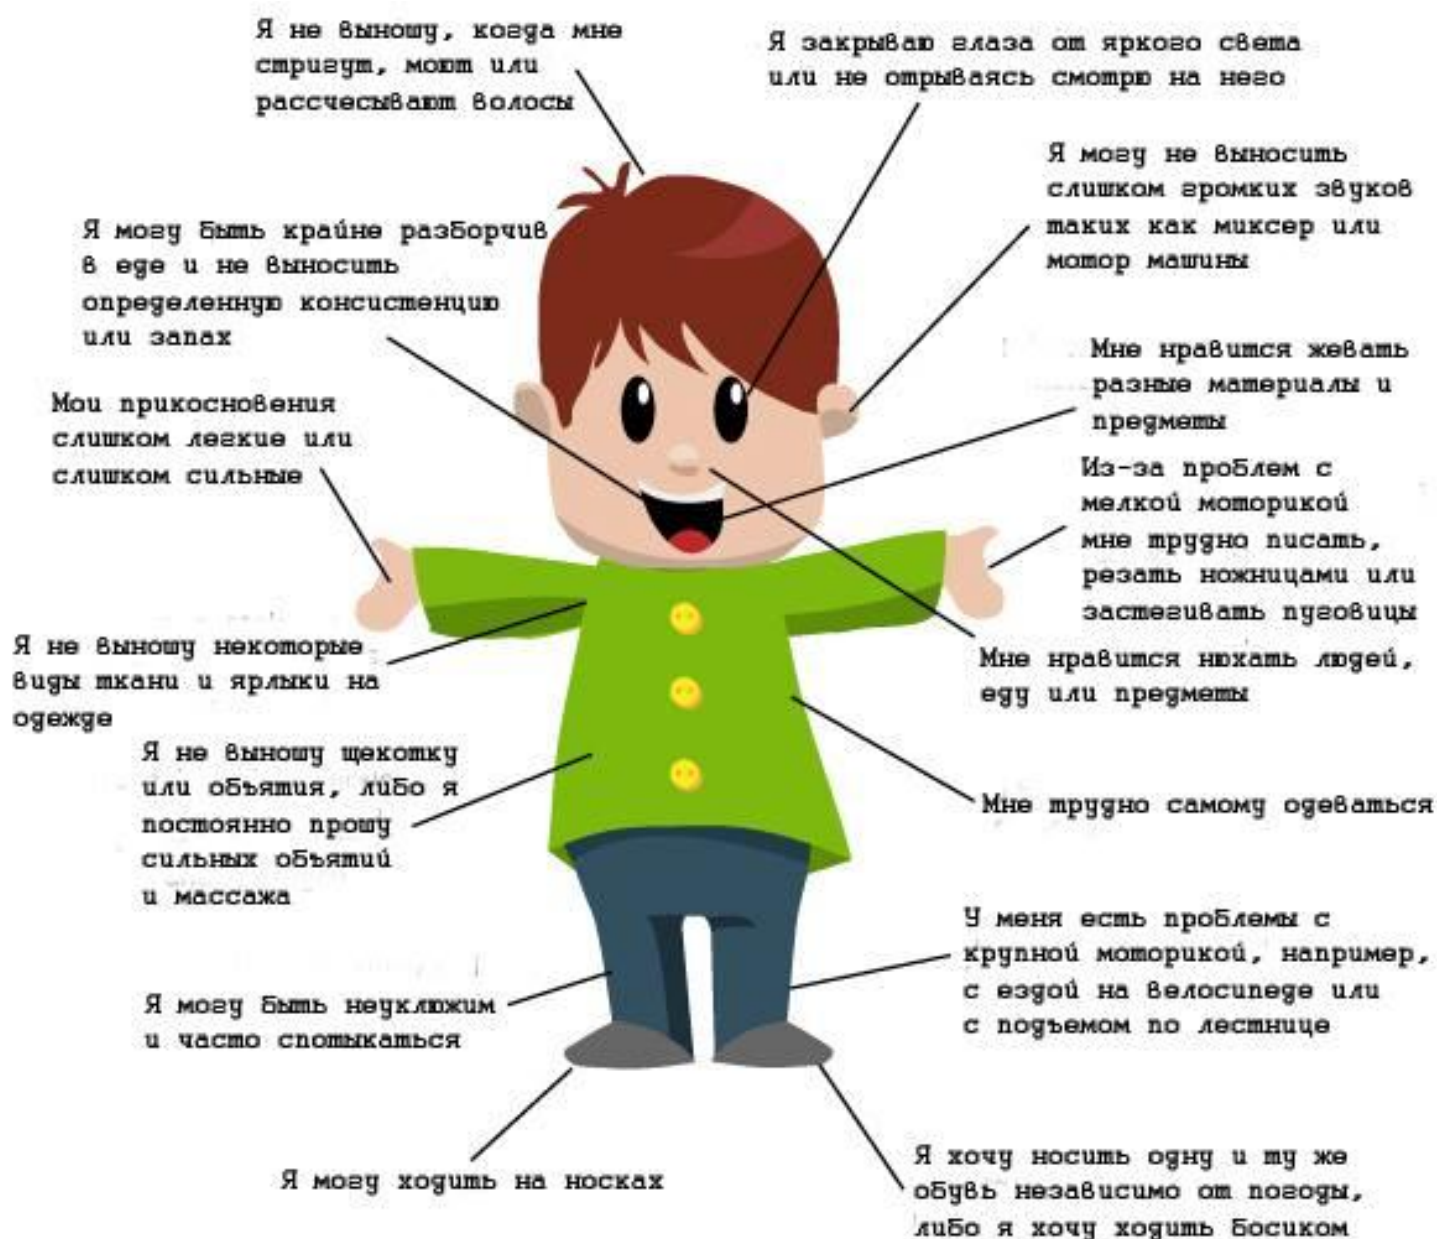 Я не выношу, когда мне
стригут, моют или
рассчесывают волосы
Я закрываю глаза от яркого света
или не отрываясь смотрю на него
Я могу не выносить
слишком громких звуков
таких как миксер или
мотор машины
Я могу быть крайне разборчив
в еде и не выносить
определенную консистенцию
или запах
Мне нравится жевать
разные материалы и
предметы
Мои прикосновения
слишком легкие или
слишком сильные
Из-за проблем с
мелкой моторикой
мне трудно писать,
резать ножницами или
застегивать пуговицы
Я не выношу некоторые
виды ткани и ярлыки на
одежде
Мне нравится нюхать людей,
еду или предметы
Я не выношу щекотку
или объятия, либо я
постоянно прошу
сильных объятий
и массажа
Мне трудно самому одеваться
У меня есть проблемы с
крупной моторикой, например,
с ездой на велосипеде или
с подъемом по лестнице
Я могу быть неуклюжим
и часто спотыкаться
Я могу ходить на носках
Я хочу носить одну и ту же
обувь независимо от погоды,
либо я хочу ходить босиком